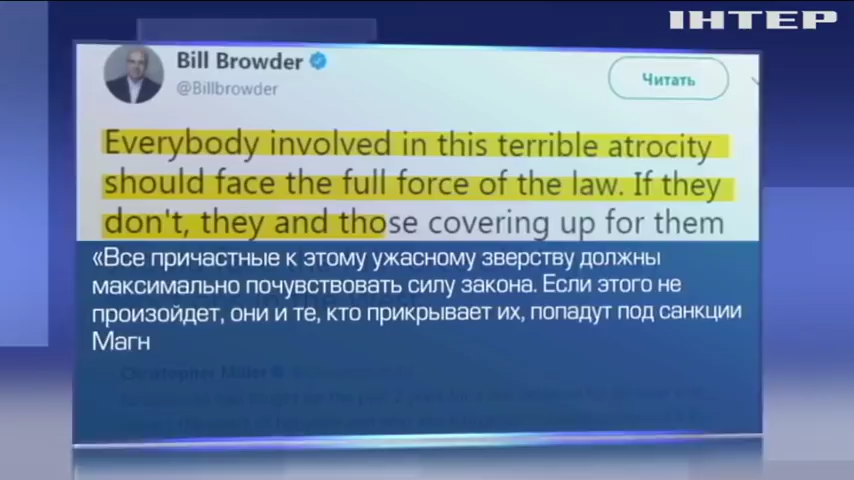 ІНТЕР
Bill Browder
@Billbrowder
Читать
Everybody involved in this terrible atrocity
should face the full force of the law. If they
don't, they and those covering up for them
«Все причастные к этому ужасному зверству должны
максимально почувствовать силу закона. Если этого не
произойдет, они и те, кто прикрывает их, попадут под санкции
Магн
Christopher Miller